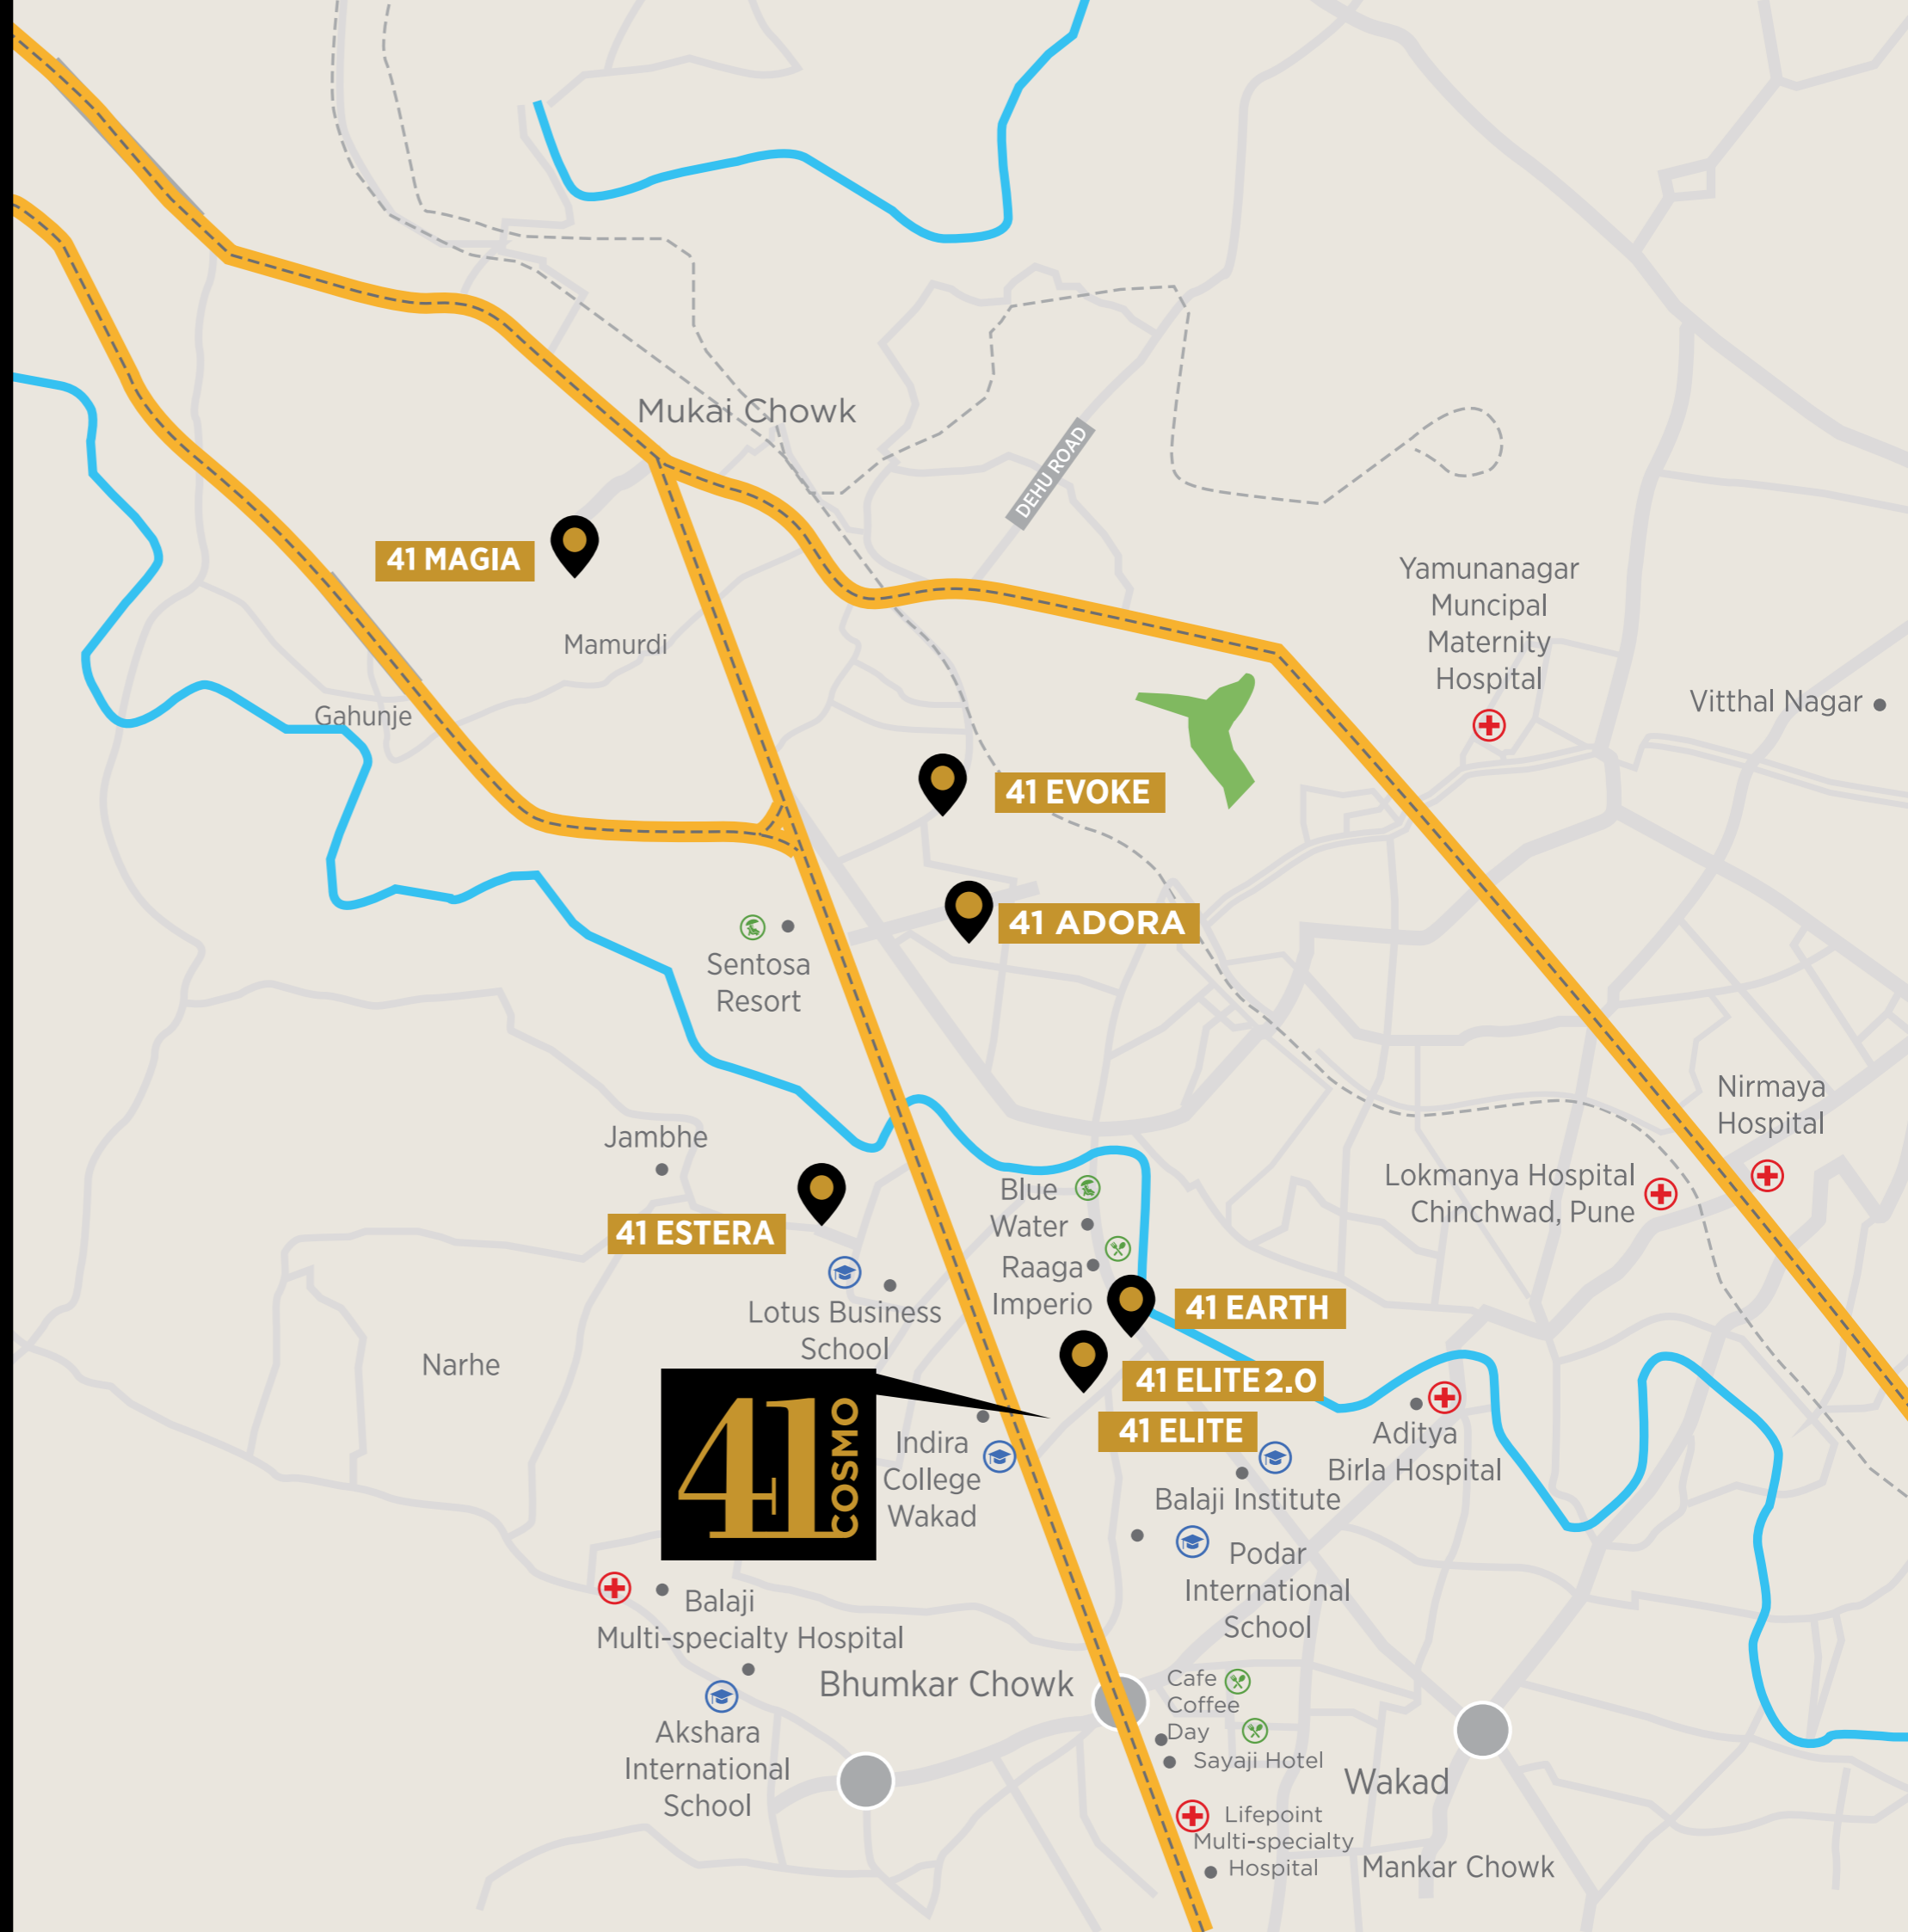 Mukai Chowk
DEHU ROAD
41 MAGIA
Yamunanagar
Muncipal
Maternity
Hospital
Mamurdi
Vitthal Nagar
Gahunje
41 EVOKE
41 ADORA
Sentosa
Resort
Nirmaya
Hospital
Jambhe
Lokmanya Hospital
Chinchwad, Pune
Blue
Water
41 ESTERA
Raaga
Imperio
41 EARTH
Lotus Business
School
Narhe
41 ELITE 2.0
41 ELITE
41
COSMO
Indira
College
Wakad
Aditya
Birla Hospital
Balaji Institute
Podar
International
School
Balaji
Multi-specialty Hospital
Bhumkar Chowk
Cafe
Coffee
Day
Akshara
International
School
Sayaji Hotel
Wakad
Lifepoint
Multi-specialty
Hospital
Mankar Chowk